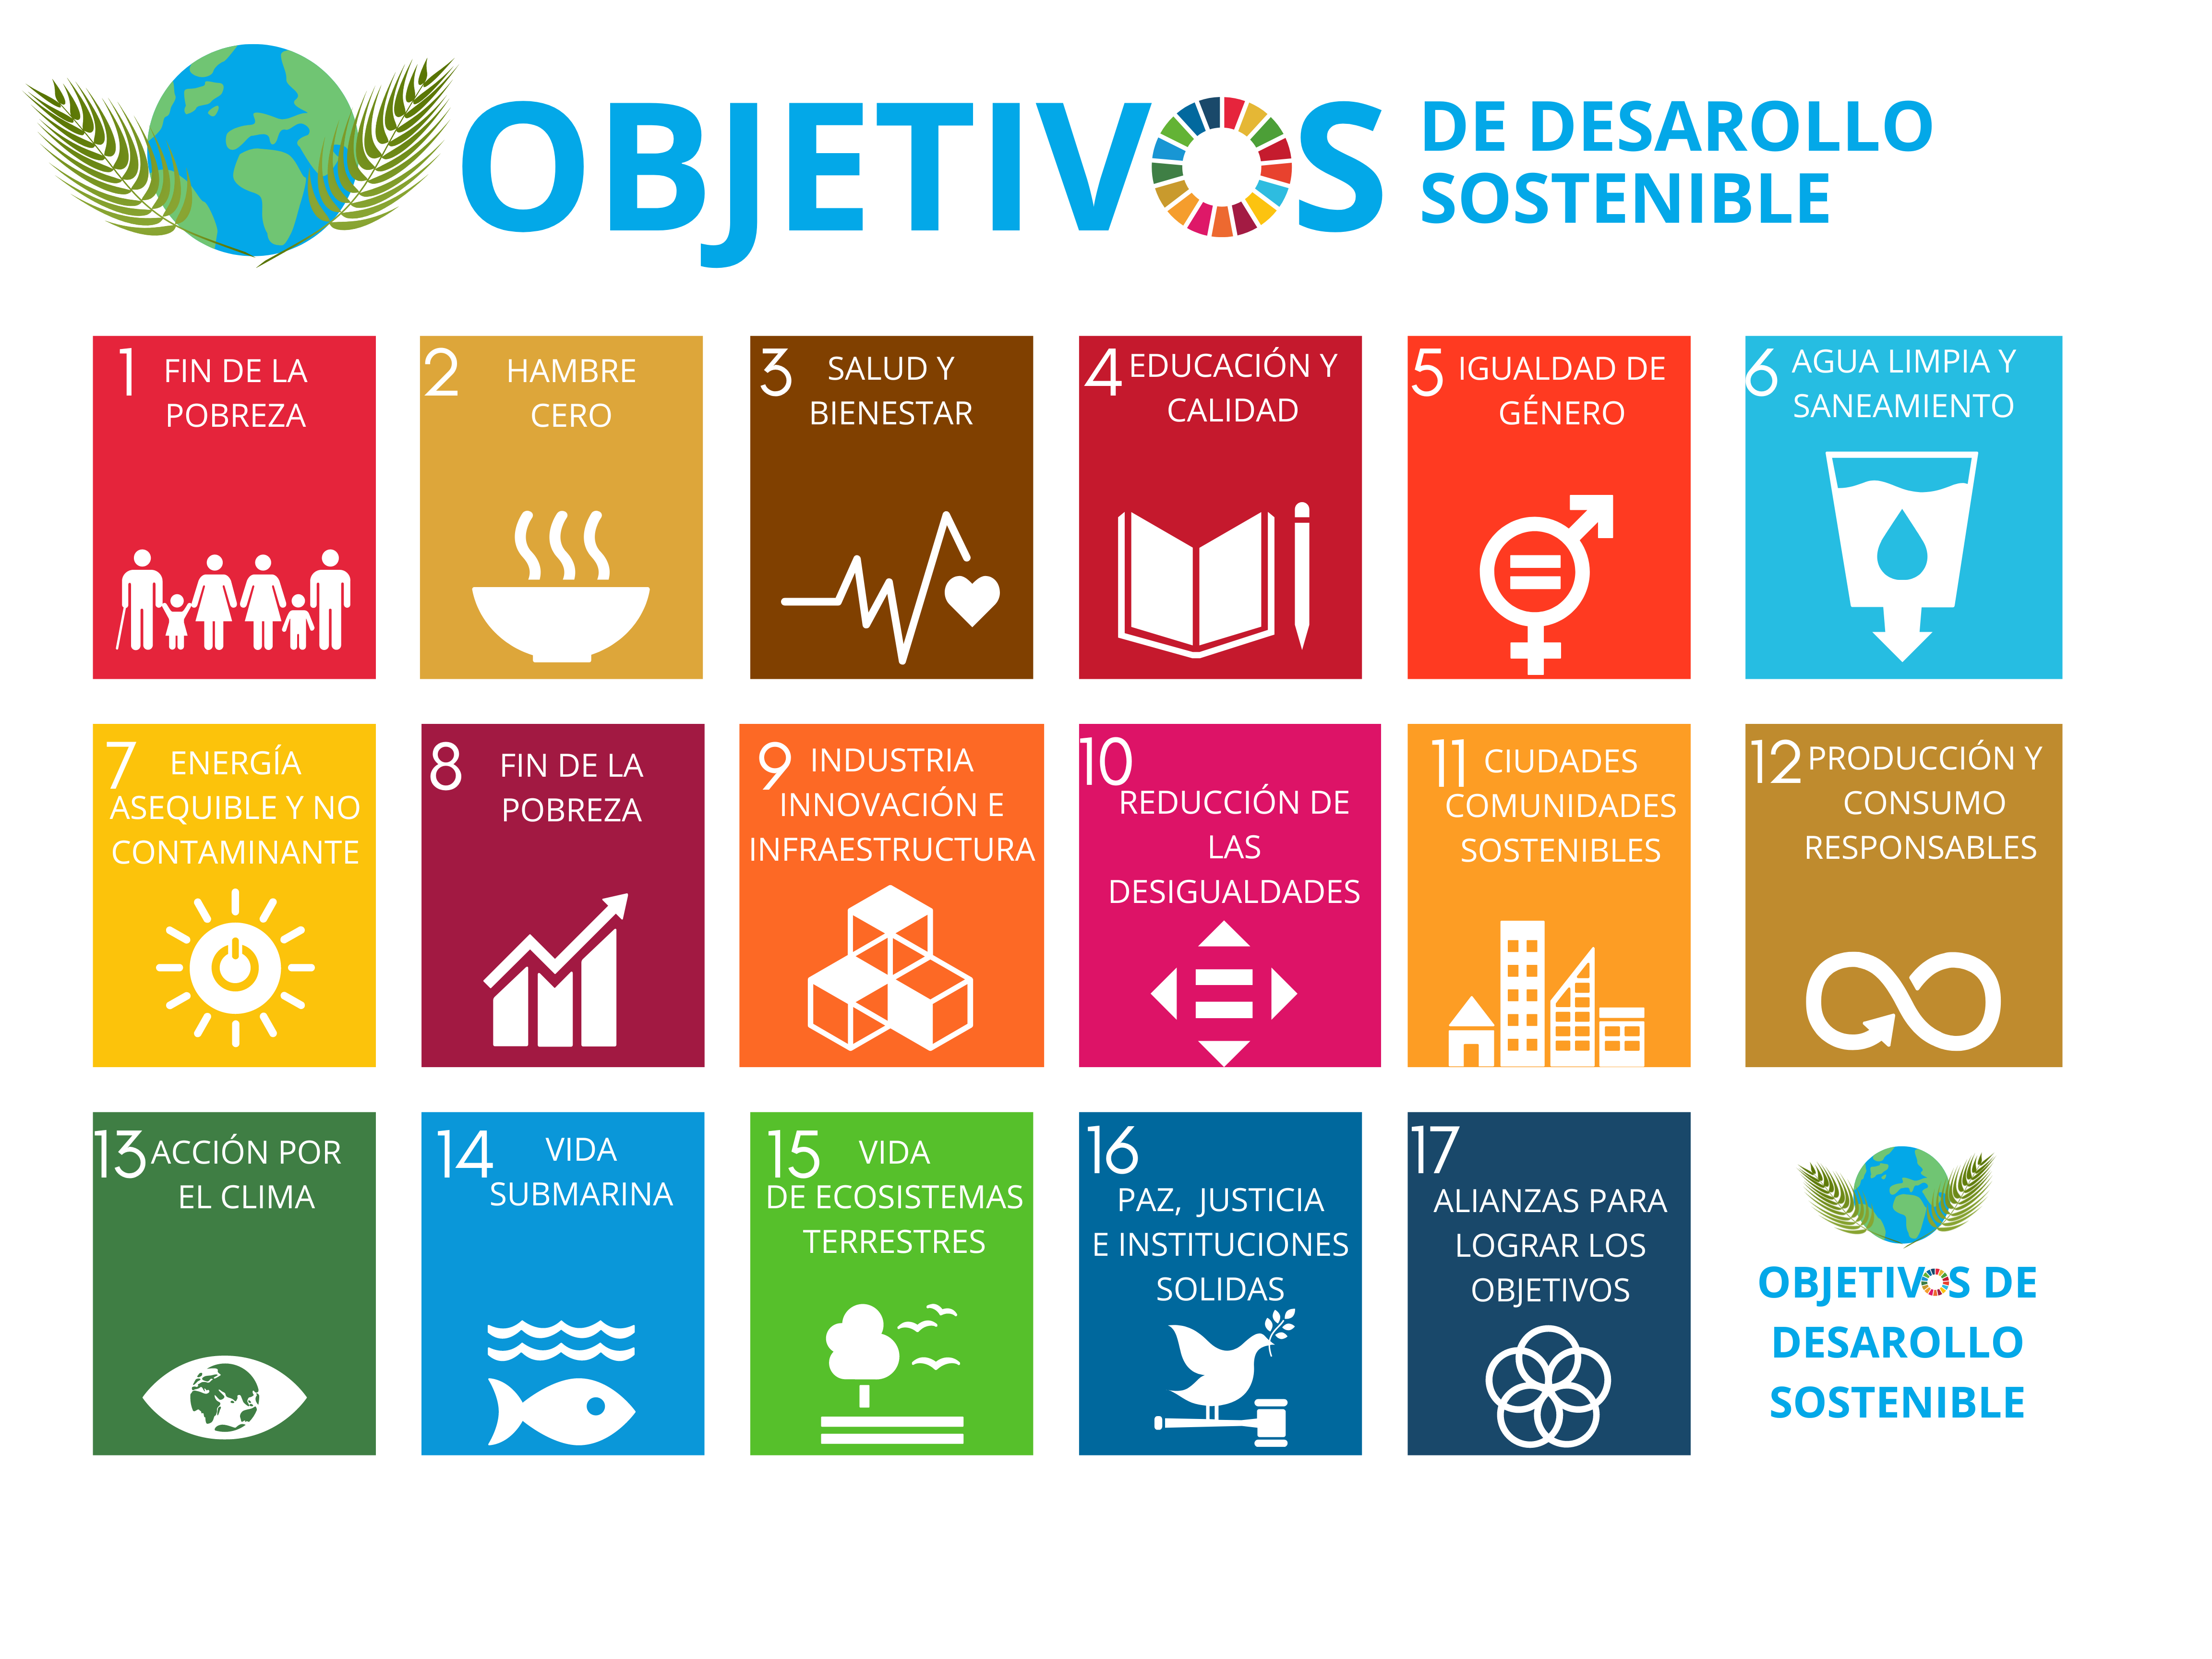 OBJETIVOS
DE DESAROLLO
SOSTENIBLE
1 FIN DE LA
POBREZA
2 HAMBRE
CERO
3 SALUD Y
BIENESTAR
4 EDUCACIÓN Y
CALIDAD
5 IGUALDAD DE
GÉNERO
6 AGUA LIMPIA Y
SANEAMIENTO
7 ENERGÍA
ASEQUIBLE Y NO
CONTAMINANTE
8 FIN DE LA
POBREZA
9 INDUSTRIA
INNOVACIÓN E
INFRAESTRUCTURA
10
REDUCCIÓN DE
LAS
DESIGUALDADES
11 CIUDADES
COMUNIDADES
SOSTENIBLES
12 PRODUCCIÓN Y
CONSUMO
RESPONSABLES
13 ACCIÓN POR
EL CLIMA
14 VIDA
SUBMARINA
15 VIDA
DE ECOSISTEMAS
TERRESTRES
16
PAZ, JUSTICIA
E INSTITUCIONES
SOLIDAS
17
ALIANZAS PARA
LOGRAR LOS
OBJETIVOS
OBJETIVOS DE
DESAROLLO
SOSTENIBLE